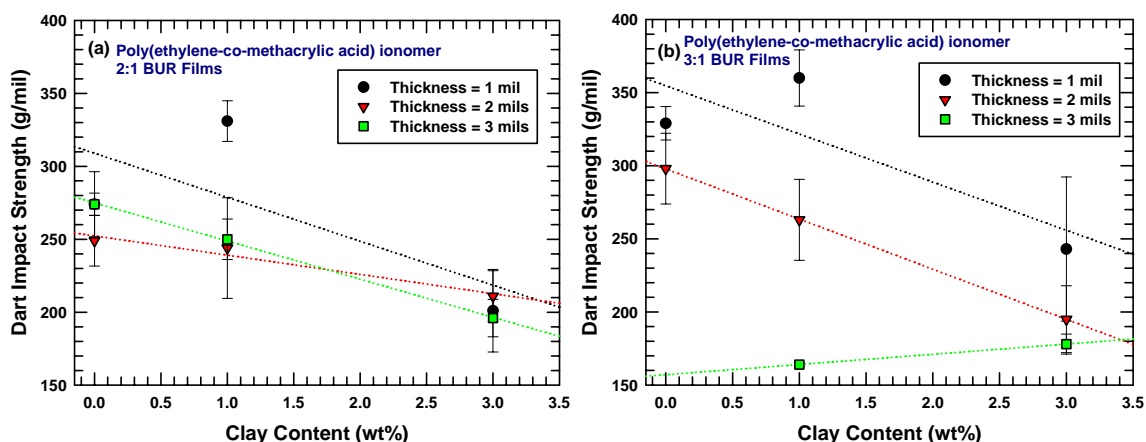 (a) Poly(ethylene-co-methacrylic acid) ionomer
2:1 BUR Films
Thickness = 1 mil
Thickness = 2 mils
Thickness = 3 mils
Dart Impact Strength (g/mil)
400
350
300
250
200
150
0.0 0.5 1.0 1.5 2.0 2.5 3.0 3.5
Clay Content (wt%)
(b) Poly(ethylene-co-methacrylic acid) ionomer
3:1 BUR Films
Thickness = 1 mil
Thickness = 2 mils
Thickness = 3 mils
Dart Impact Strength (g/mil)
400
350
300
250
200
150
0.0 0.5 1.0 1.5 2.0 2.5 3.0 3.5
Clay Content (wt%)